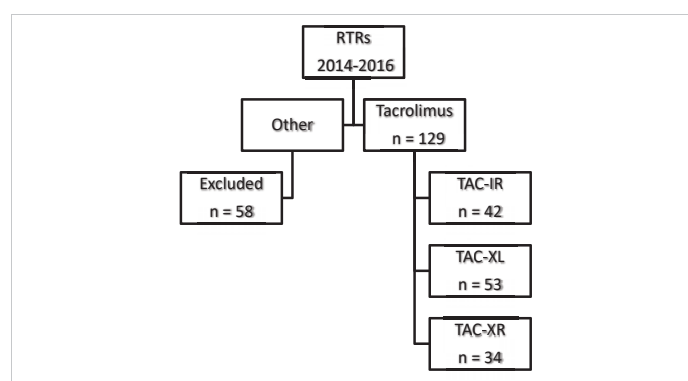 RTRs
2014-2016
Other
Tacrolimus
n = 129
Excluded
n = 58
TAC-IR
n = 42
TAC-XL
n = 53
TAC-XR
n = 34